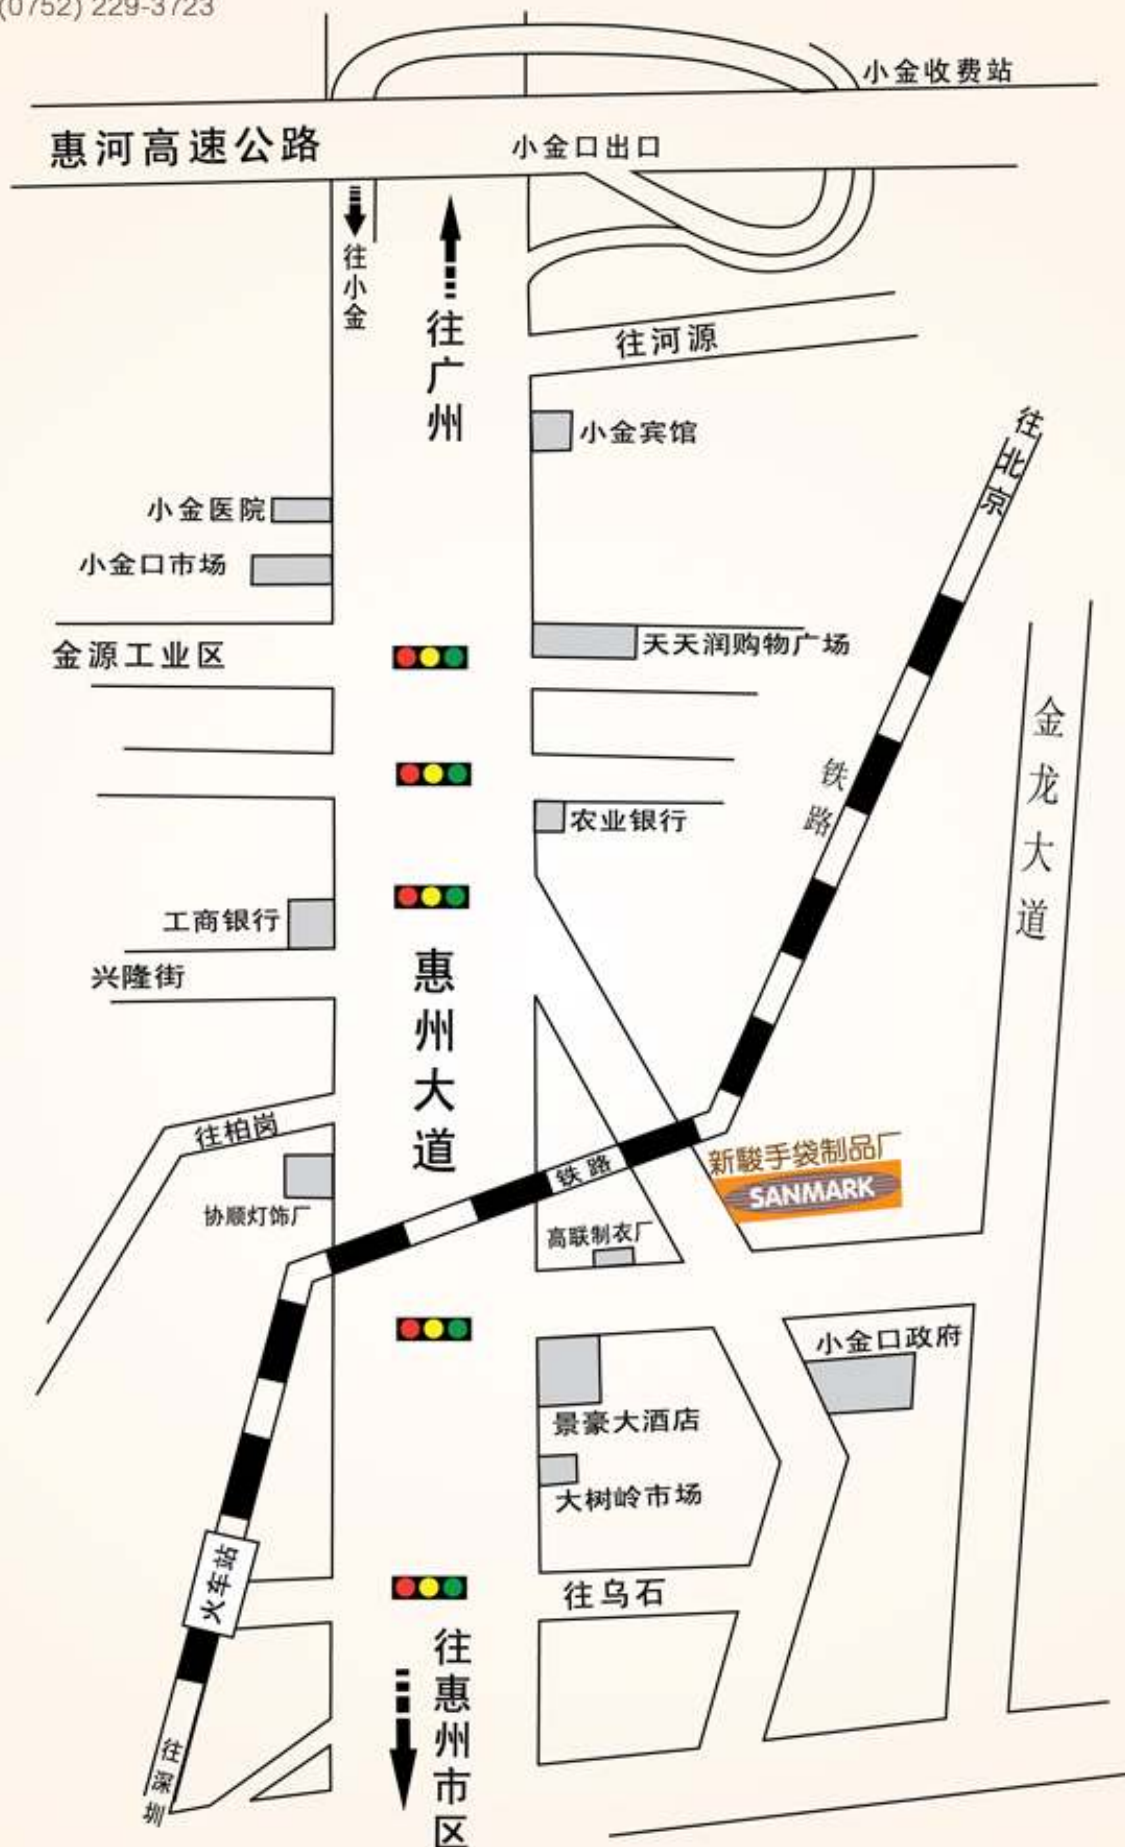 (0752) 229-3723
小金收费站
惠河高速公路
小金口出口
往小金
往广州
往河源
小金宾馆
往北京
小金医院
小金口市场
金源工业区
天天润购物广场
金龙大道
铁路
农业银行
工商银行
兴隆街
惠州大道
往柏岗
新駿手袋制品厂
SANMARK
铁路
协顺灯饰厂
高联制衣厂
小金口政府
景豪大酒店
大树岭市场
火车站
往乌石
往惠州市区
往深圳